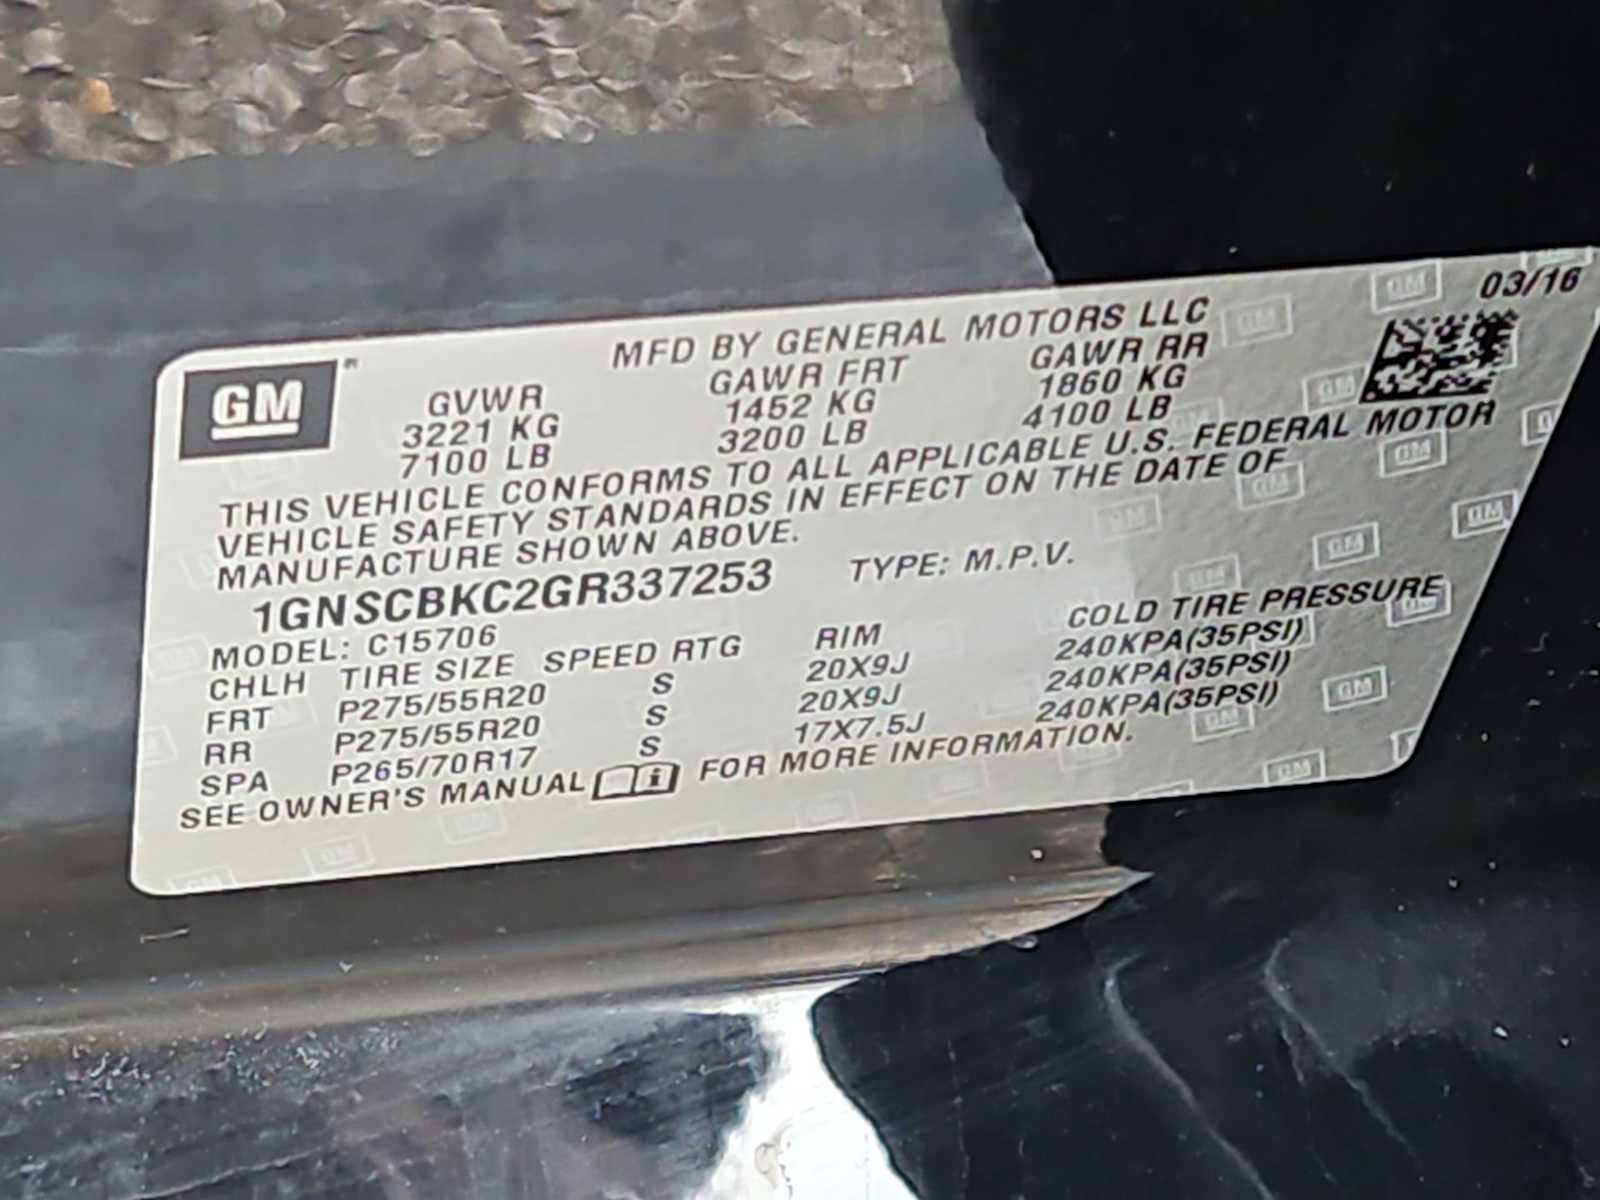 03/16
MFD BY GENERAL MOTORS LLC
GM®
GVWR GAWR FRT GAWR RR
3221 KG 1452 KG 1860 KG
7100 LB 3200 LB 4100 LB
THIS VEHICLE CONFORMS TO ALL APPLICABLE U.S. FEDERAL MOTOR
VEHICLE SAFETY STANDARDS IN EFFECT ON THE DATE OF
MANUFACTURE SHOWN ABOVE.
1GNSCBKC2GR337253 TYPE: M.P.V.
MODEL: C15706
CHLH TIRE SIZE SPEED RTG RIM COLD TIRE PRESSURE
FRT P275/55R20 S 20X9J 240KPA(35PSI)
RR P275/55R20 S 20X9J 240KPA(35PSI)
SPA P265/70R17 S 17X7.5J 240KPA(35PSI)
SEE OWNER'S MANUAL FOR MORE INFORMATION.